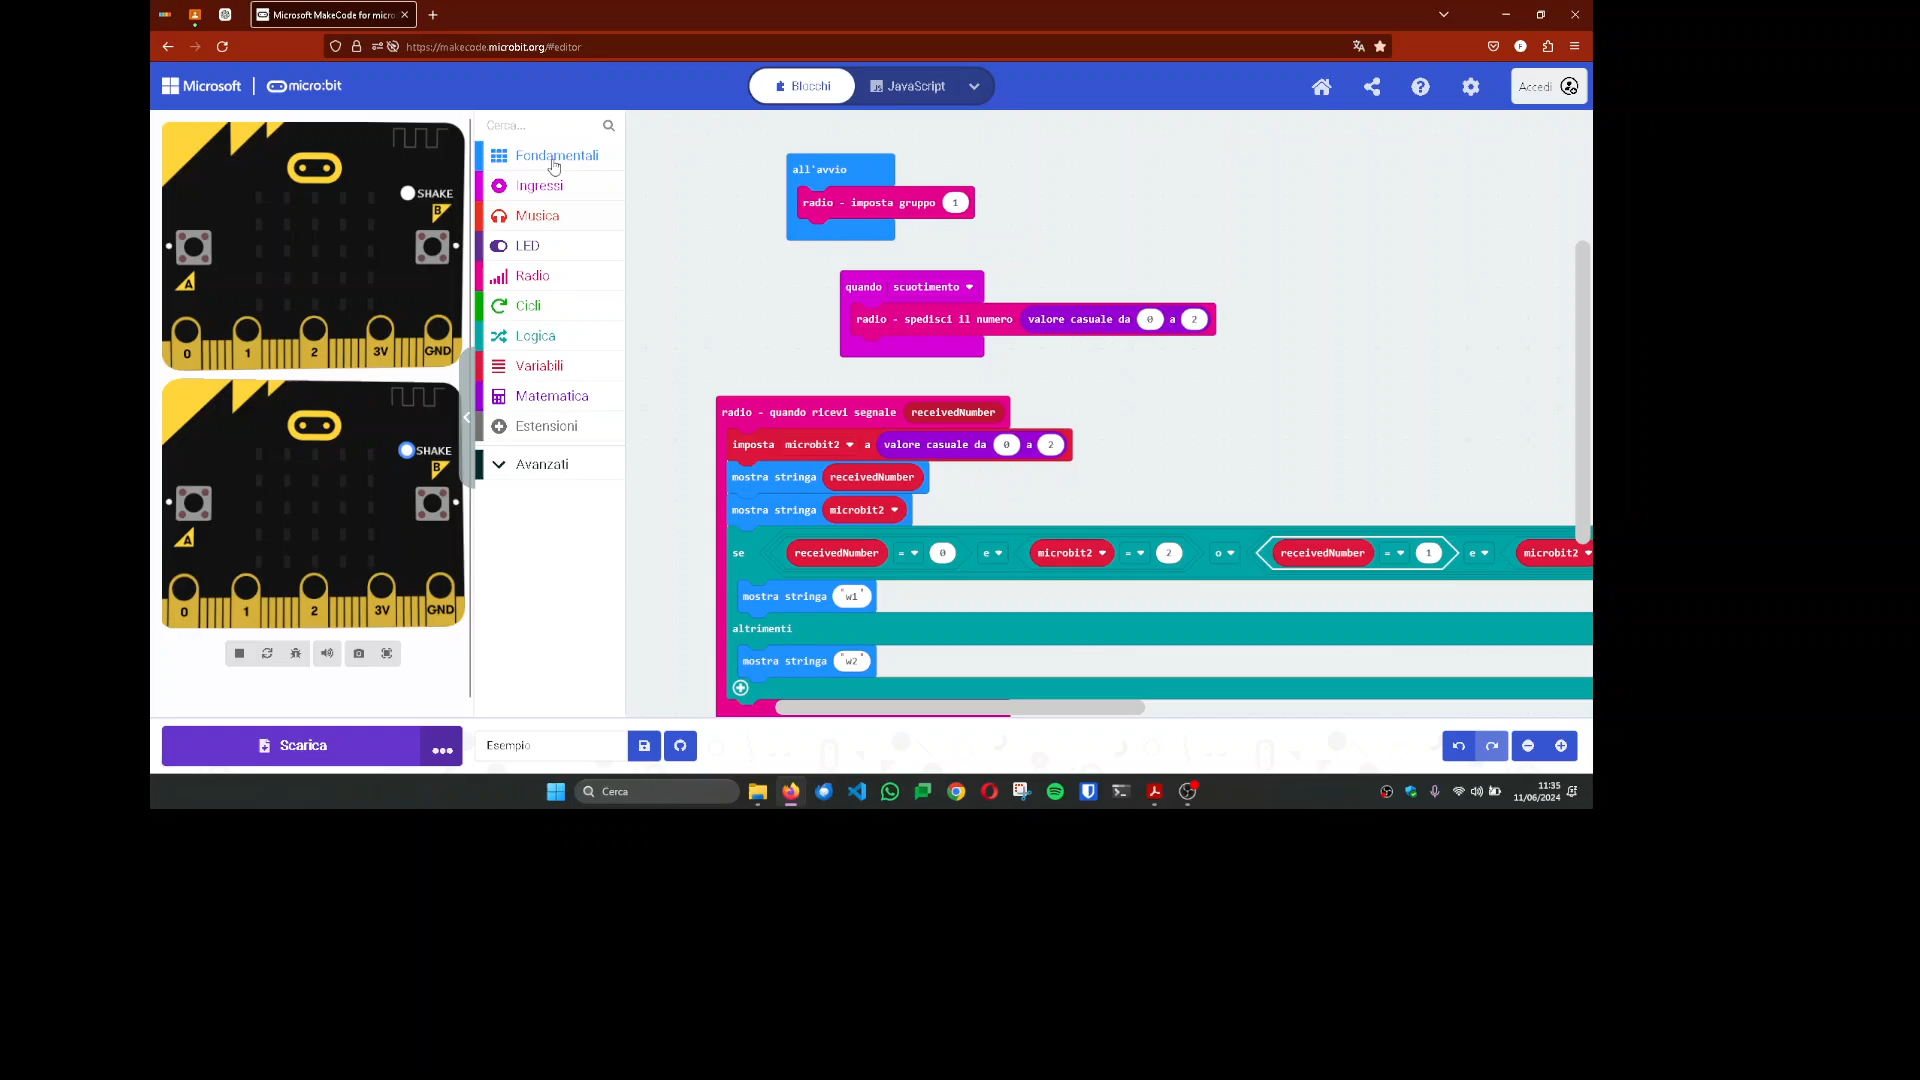 Microsoft MakeCode for micro
https://makecode.microbit.org/#editor
Microsoft
micro:bit
Blocchi
JavaScript
Accedi
SHAKE
B
A
0 1 2 3V GND
SHAKE
B
A
0 1 2 3V GND
Cerca...
Fondamentali
Ingressi
Musica
LED
Radio
Cicli
Logica
Variabili
Matematica
Estensioni
Avanzati
all'avvio
radio - imposta gruppo 1
quando scuotimento
radio - spedisci il numero valore casuale da 0 a 2
radio - quando ricevi segnale receivedNumber
imposta microbit2 a valore casuale da 0 a 2
mostra stringa receivedNumber
mostra stringa microbit2
se receivedNumber = 0 e microbit2 = 2 o receivedNumber = 1 e microbit2
mostra stringa "w1"
altrimenti
mostra stringa "w2"
Scarica
Esempio
Cerca
11:35
11/06/2024